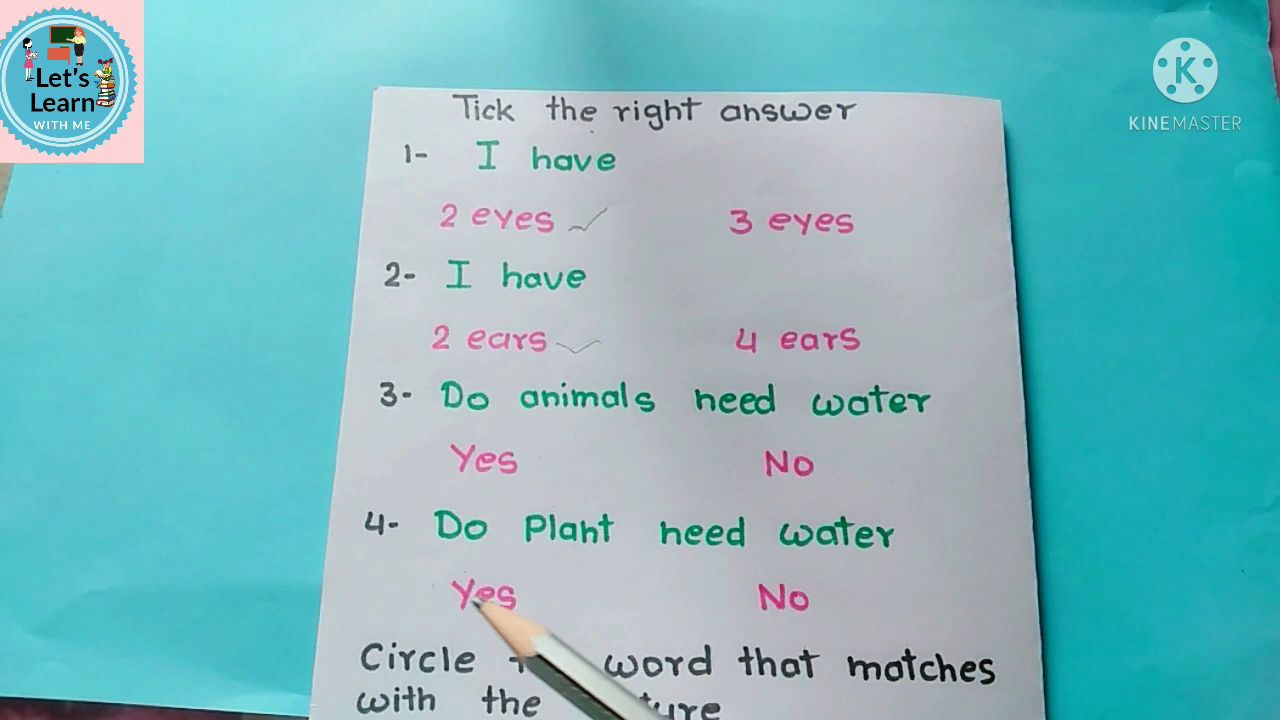 Let's
Learn
WITH ME
KINEMASTER
Tick the right answer
1- I have
2 eyes 3 eyes
2- I have
2 ears 4 ears
3- Do animals need water
Yes No
4- Do Plant need water
Yes No
Circle word that matches
with the